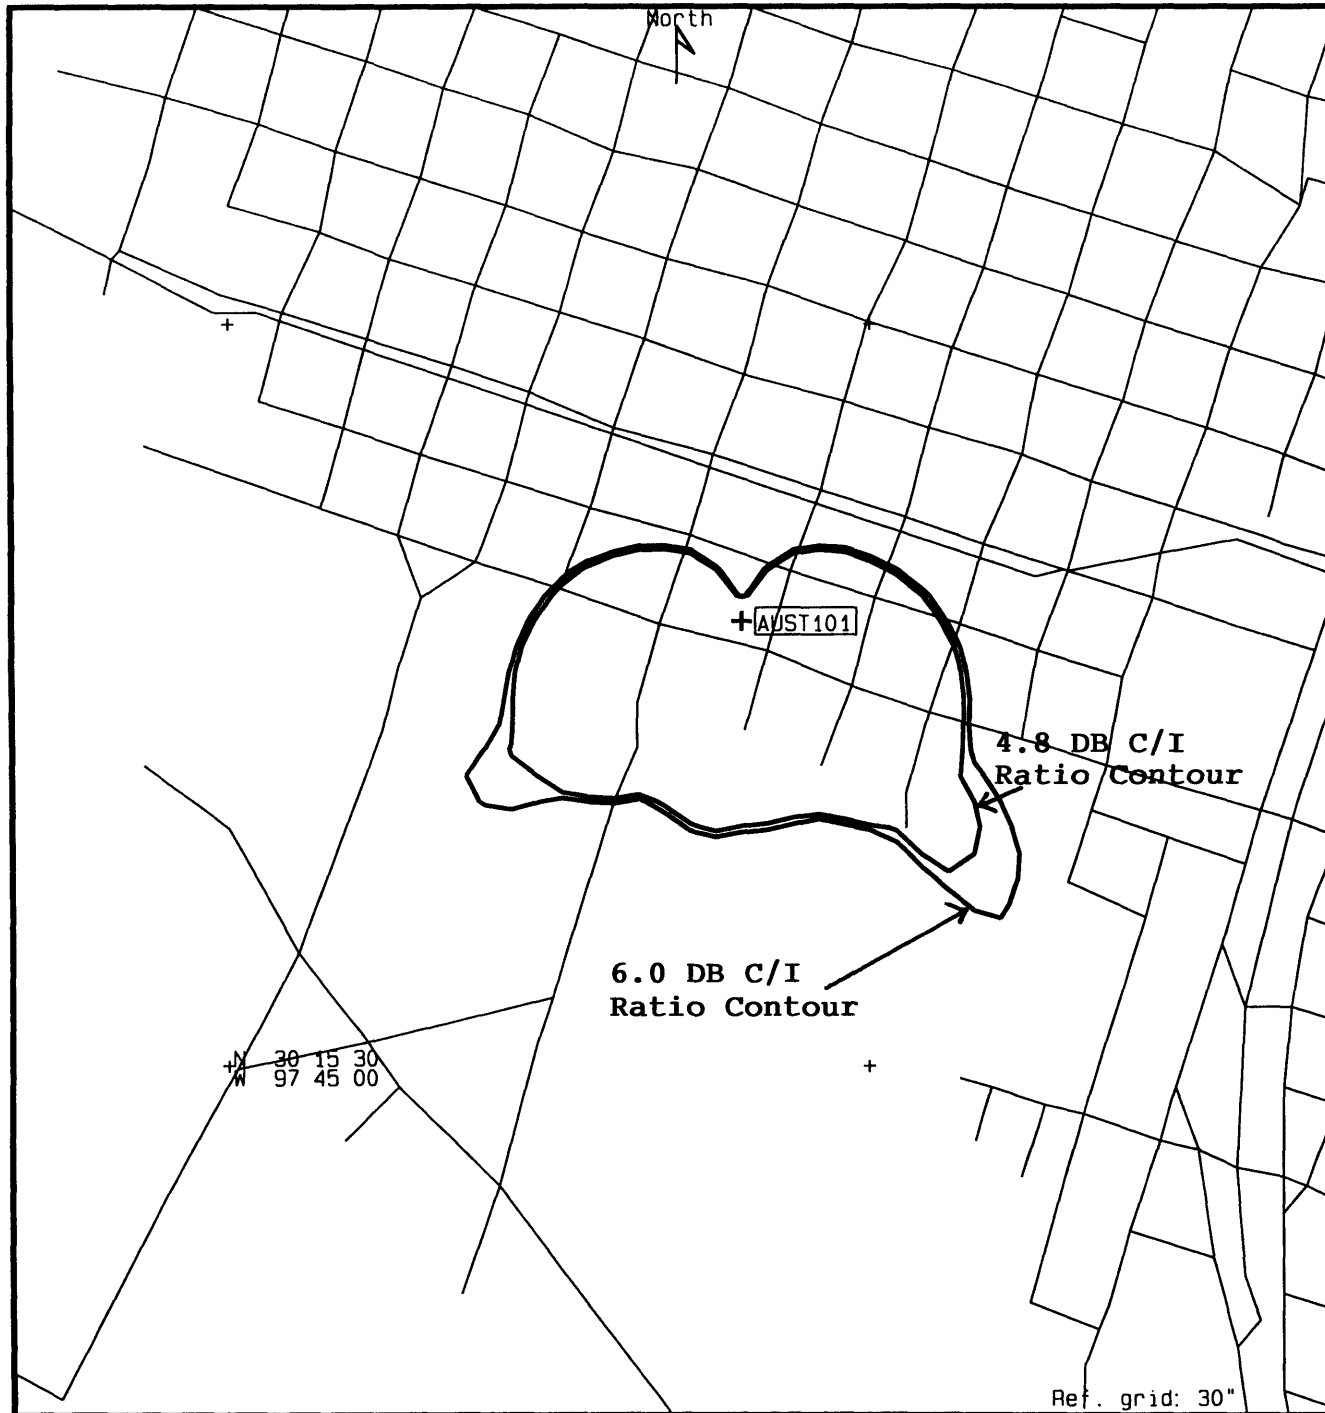 North
AUST101
4.8 DB C/I
Ratio Contour
6.0 DB C/I
Ratio Contour
N 30 15 30
W 97 45 00
Ref. grid: 30"